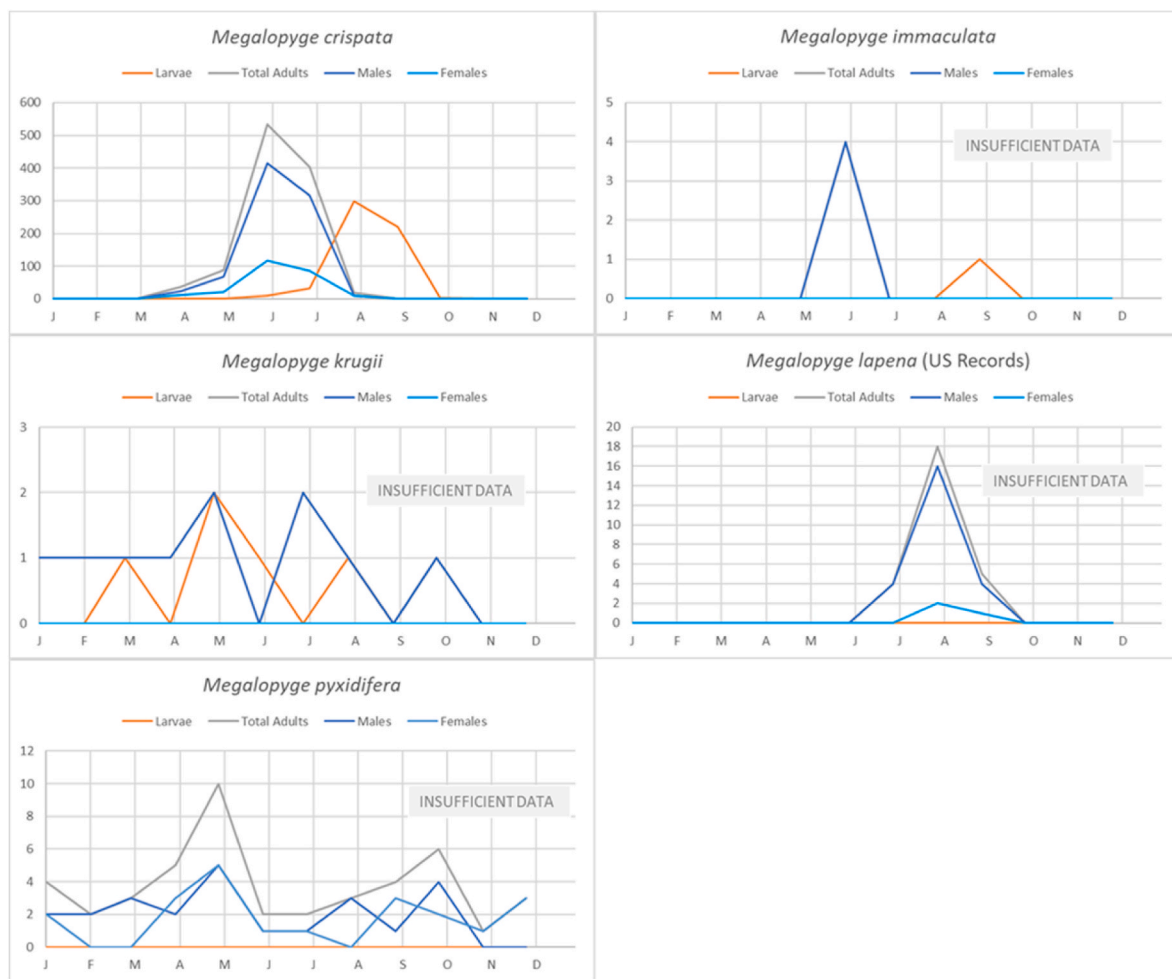 Megalopyge crispata
Larvae Total Adults Males Females
600
500
400
300
200
100
0
J F M A M J J A S O N D
Megalopyge immaculata
Larvae Total Adults Males Females
5
4
3
2
1
0
INSUFFICIENT DATA
J F M A M J J A S O N D
Megalopyge krugii
Larvae Total Adults Males Females
3
2
1
0
INSUFFICIENT DATA
J F M A M J J A S O N D
Megalopyge lapena (US Records)
Larvae Total Adults Males Females
20
18
16
14
12
10
8
6
4
2
0
INSUFFICIENT DATA
J F M A M J J A S O N D
Megalopyge pyxidifera
Larvae Total Adults Males Females
12
10
8
6
4
2
0
INSUFFICIENT DATA
J F M A M J J A S O N D